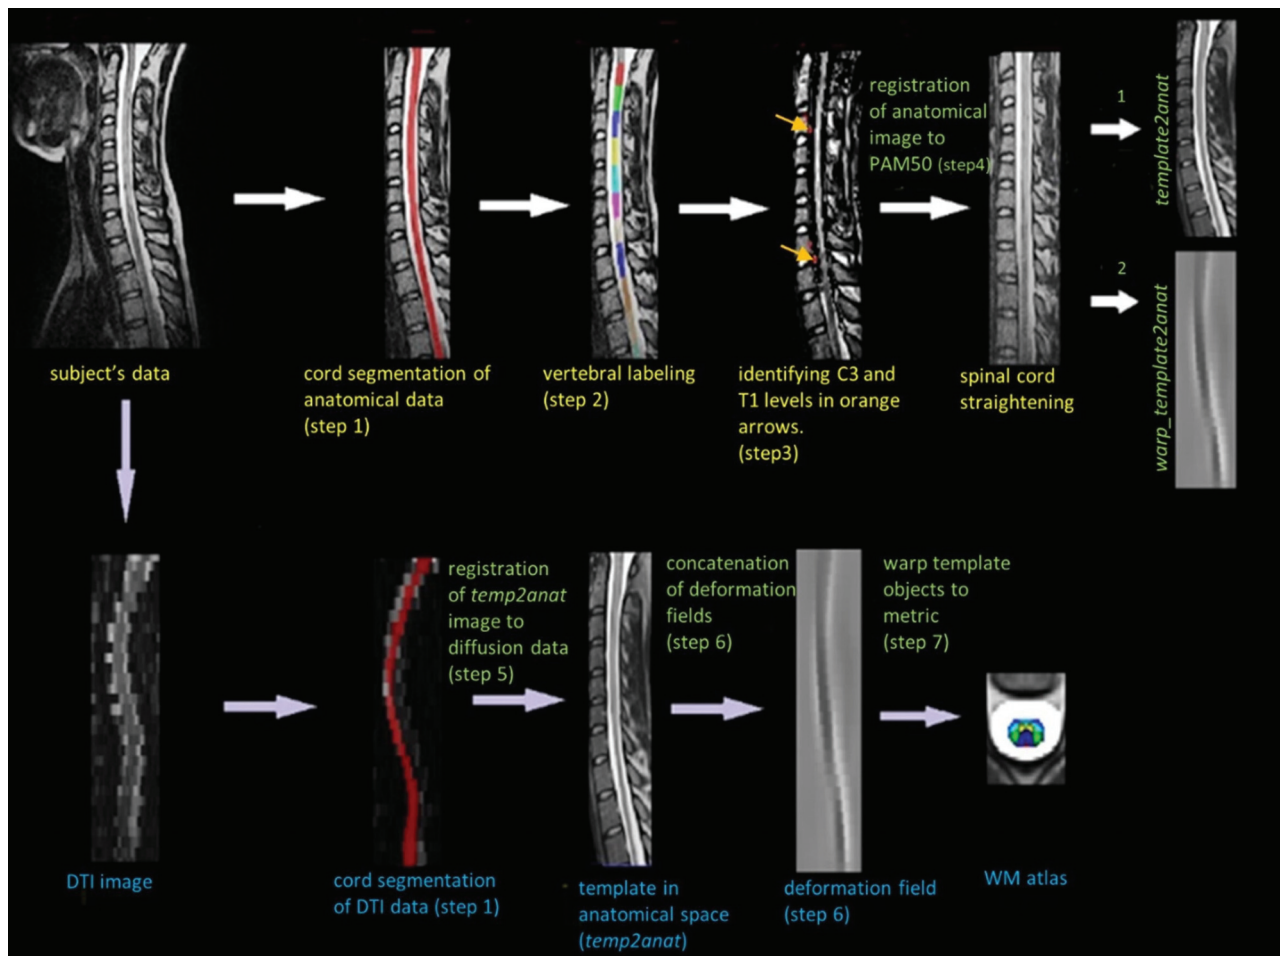 registration
of anatomical
image to
PAM50 (step4)
1
template2anat
2
warp_template2anat
subject's data
cord segmentation of
anatomical data
(step 1)
vertebral labeling
(step 2)
identifying C3 and
T1 levels in orange
arrows.
(step3)
spinal cord
straightening
registration
of temp2anat
image to
diffusion data
(step 5)
concatenation
of deformation
fields
(step 6)
warp template
objects to
metric
(step 7)
DTI image
cord segmentation
of DTI data (step 1)
template in
anatomical space
(temp2anat)
deformation field
(step 6)
WM atlas